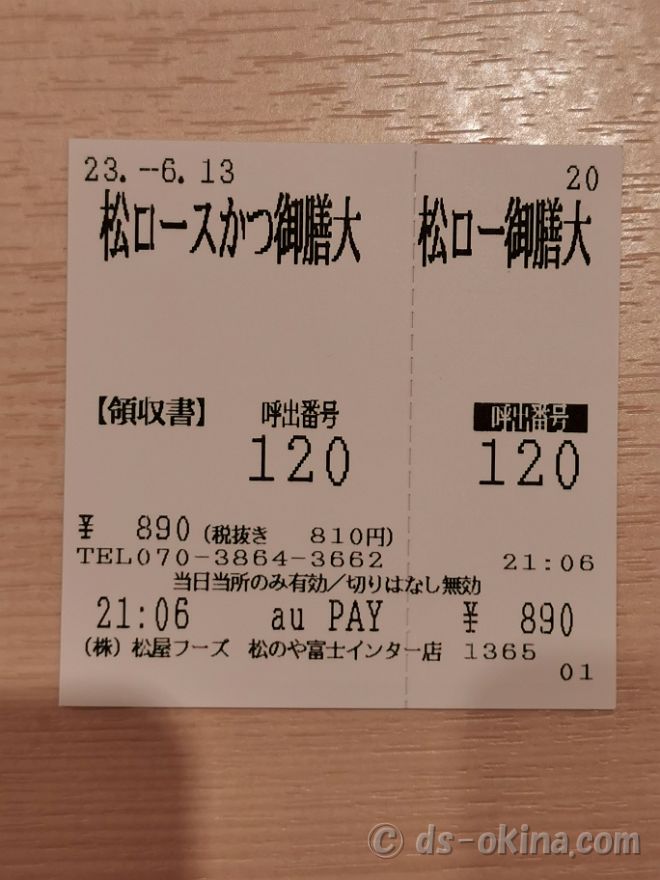 23.-6.13 20
松ロースかつ御膳大 松ロー御膳大
【領収書】 呼出番号 呼出番号
120 120
¥ 890 (税抜き 810円)
TEL070-3864-3662 21:06
当日当所のみ有効/切りはなし無効
21:06 au PAY ¥ 890
(株)松屋フーズ 松のや富士インター店 1365
01
© ds-okina.com